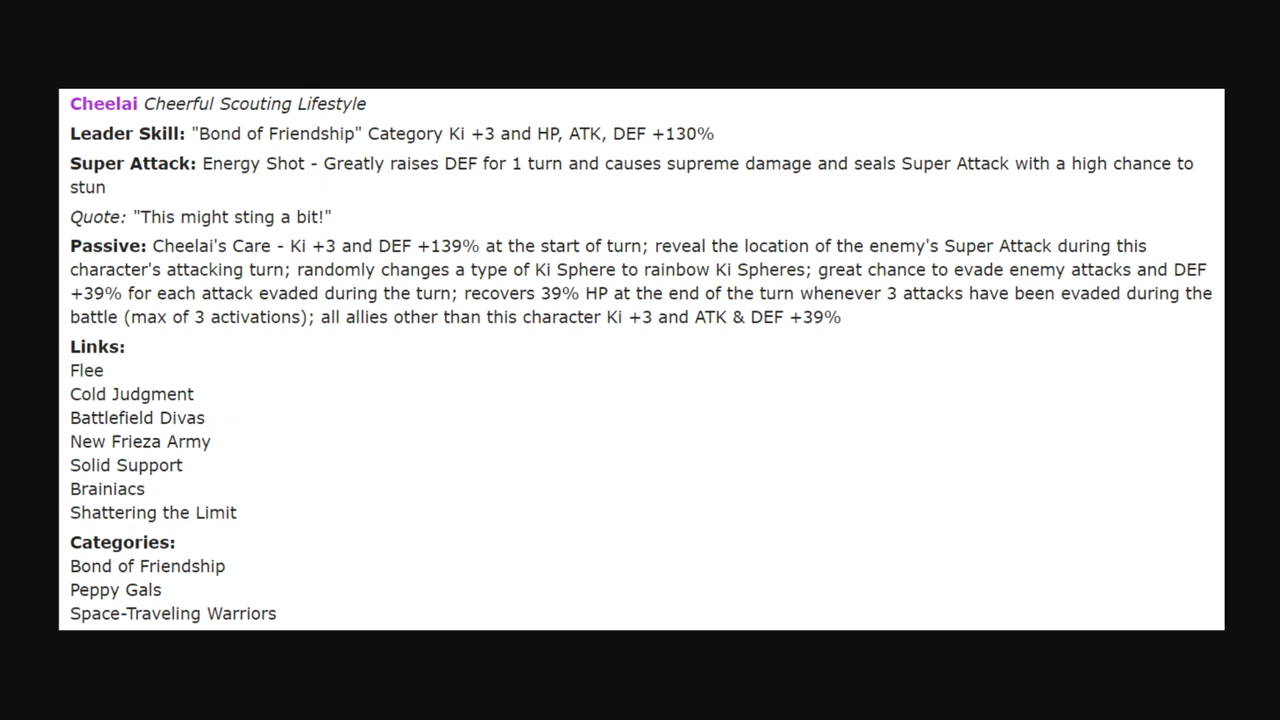 Cheelai Cheerful Scouting Lifestyle
Leader Skill: "Bond of Friendship" Category Ki +3 and HP, ATK, DEF +130%
Super Attack: Energy Shot - Greatly raises DEF for 1 turn and causes supreme damage and seals Super Attack with a high chance to
stun
Quote: "This might sting a bit!"
Passive: Cheelai's Care - Ki +3 and DEF +139% at the start of turn; reveal the location of the enemy's Super Attack during this
character's attacking turn; randomly changes a type of Ki Sphere to rainbow Ki Spheres; great chance to evade enemy attacks and DEF
+39% for each attack evaded during the turn; recovers 39% HP at the end of the turn whenever 3 attacks have been evaded during the
battle (max of 3 activations); all allies other than this character Ki +3 and ATK & DEF +39%
Links:
Flee
Cold Judgment
Battlefield Divas
New Frieza Army
Solid Support
Brainiacs
Shattering the Limit
Categories:
Bond of Friendship
Peppy Gals
Space-Traveling Warriors